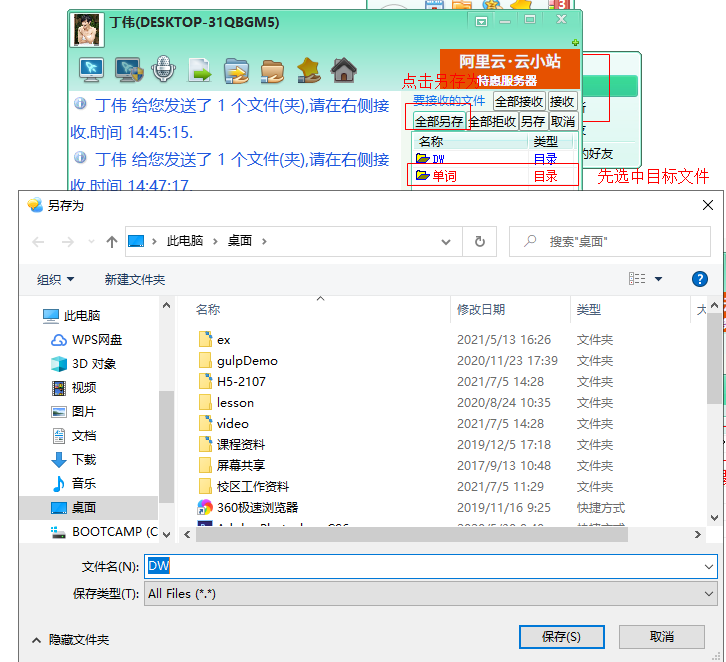 丁伟(DESKTOP-31QBGM5)
阿里云·云小站
特惠服务器
点击另存为
丁伟 给您发送了 1 个文件(夹),请在右侧接
收.时间 14:45:15.
丁伟 给您发送了 1 个文件(夹),请在右侧接
收.时间 14:47:17
要接收的文件 全部接收 接收
全部另存 全部拒收 另存 取消
名称 类型
DW 目录
单词 目录
的好友
先选中目标文件
另存为
此电脑 桌面
搜索"桌面"
组织 新建文件夹
名称 修改日期 类型 大
此电脑
WPS网盘
3D 对象
视频
图片
文档
下载
音乐
桌面
BOOTCAMP (C
ex 2021/5/13 16:26 文件夹
gulpDemo 2020/11/23 17:39 文件夹
H5-2107 2021/7/5 14:28 文件夹
lesson 2020/8/24 10:35 文件夹
video 2021/7/5 14:28 文件夹
课程资料 2019/12/5 17:18 文件夹
屏幕共享 2017/9/13 10:48 文件夹
校区工作资料 2021/7/5 11:29 文件夹
360极速浏览器 2019/11/16 9:25 快捷方式
文件名(N): DW
保存类型(T): All Files (*.*)
隐藏文件夹
保存(S) 取消